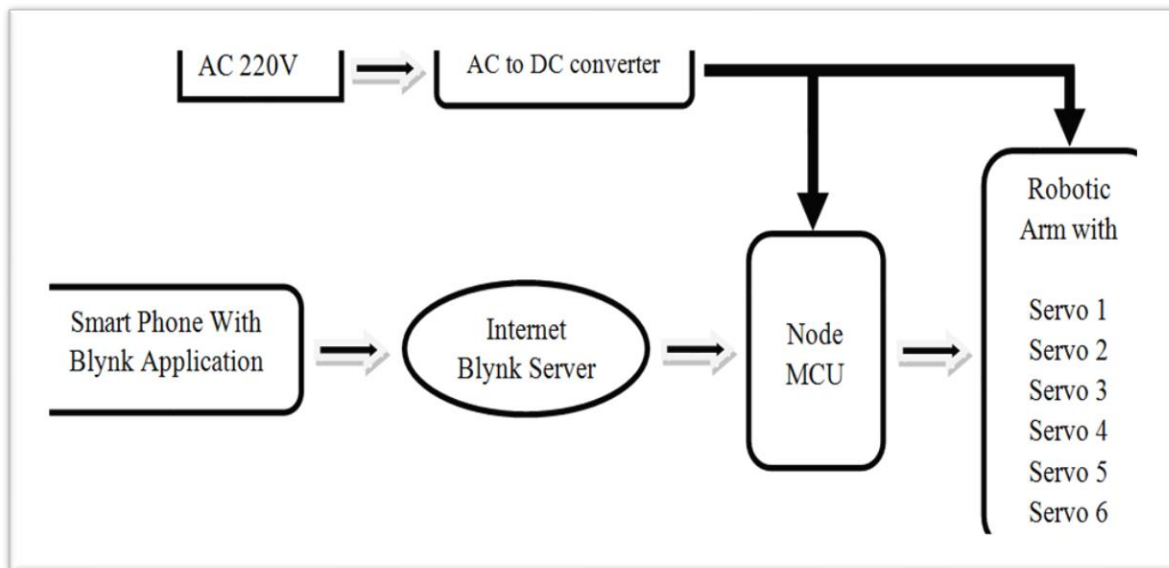 AC 220V
AC to DC converter
Robotic
Arm with
Servo 1
Servo 2
Servo 3
Servo 4
Servo 5
Servo 6
Smart Phone With
Blynk Application
Internet
Blynk Server
Node
MCU